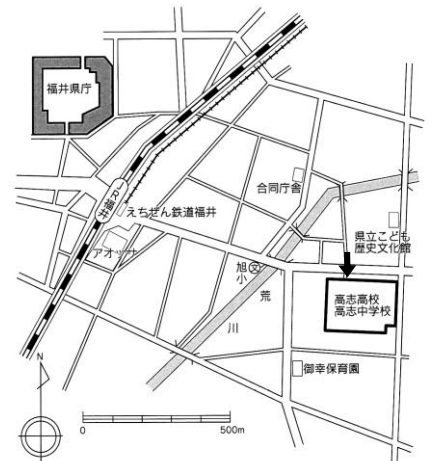 福井県庁
JR福井
えちぜん鉄道福井
アオッサ
合同庁舎
県立こども
歴史文化館
旭小
文
荒川
高志高校
高志中学校
御幸保育園
N
0
500m